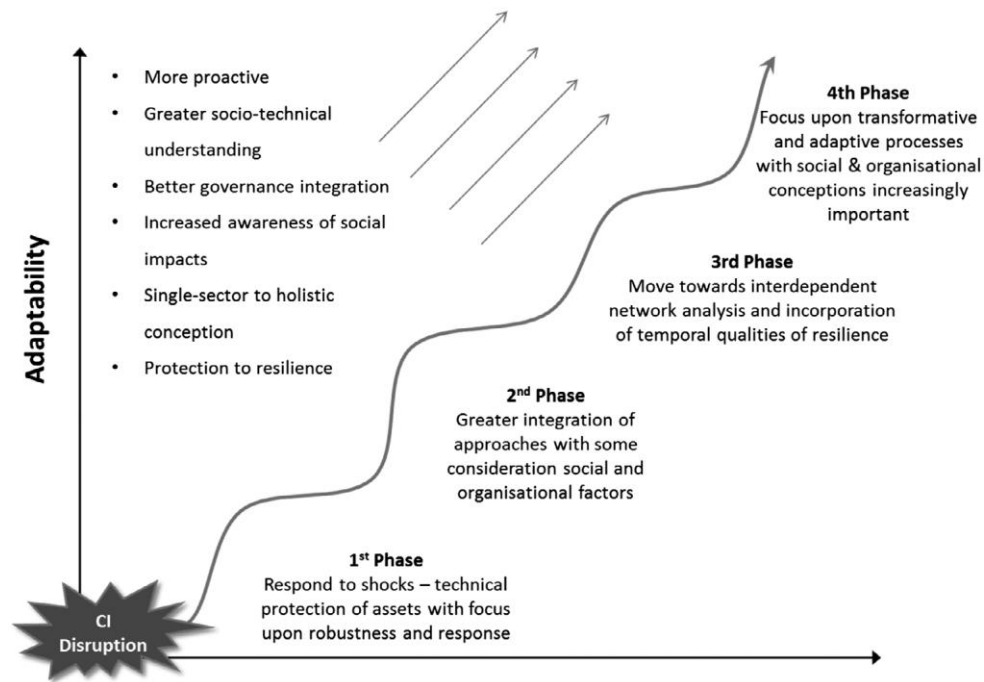 Adaptability
• More proactive
• Greater socio-technical
understanding
• Better governance integration
• Increased awareness of social
impacts
• Single-sector to holistic
conception
• Protection to resilience
CI
Disruption
1st Phase
Respond to shocks – technical
protection of assets with focus
upon robustness and response
2nd Phase
Greater integration of
approaches with some
consideration social and
organisational factors
3rd Phase
Move towards interdependent
network analysis and incorporation
of temporal qualities of resilience
4th Phase
Focus upon transformative
and adaptive processes
with social & organisational
conceptions increasingly
important